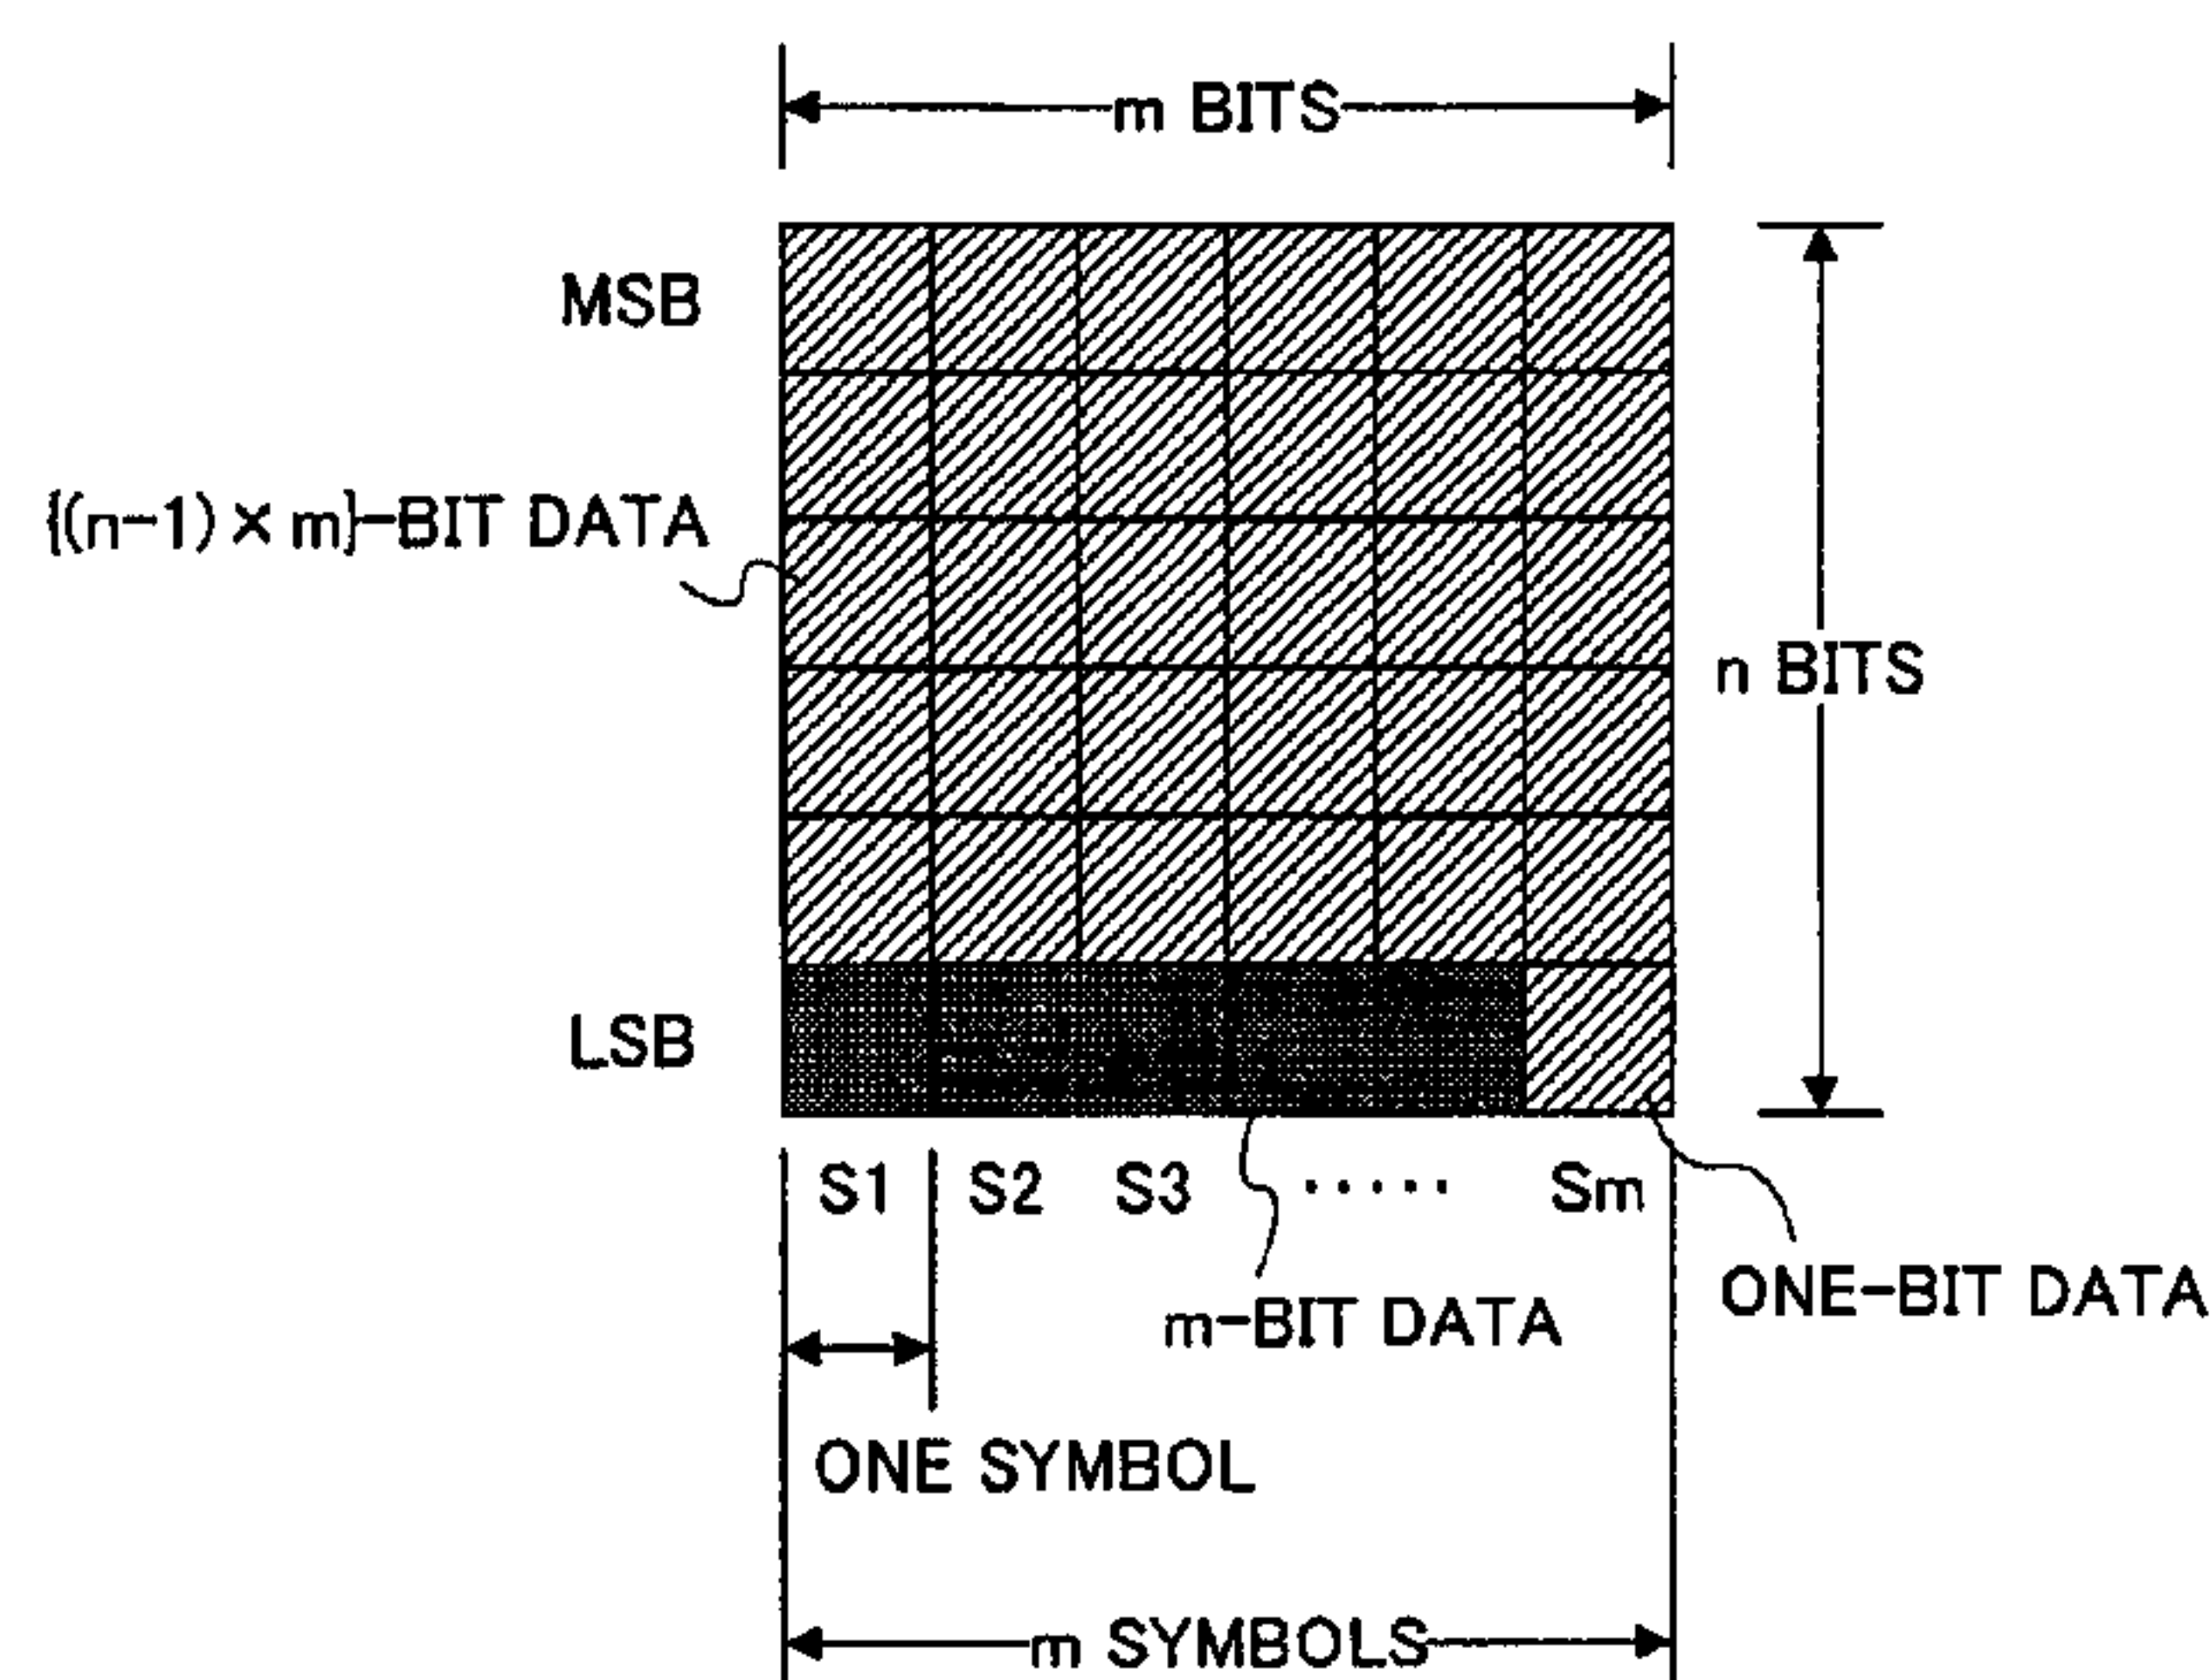 m BITS
MSB
{(n-1)×m}-BIT DATA
n BITS
LSB
S1 S2 S3 ..... Sm
ONE-BIT DATA
m-BIT DATA
ONE SYMBOL
m SYMBOLS